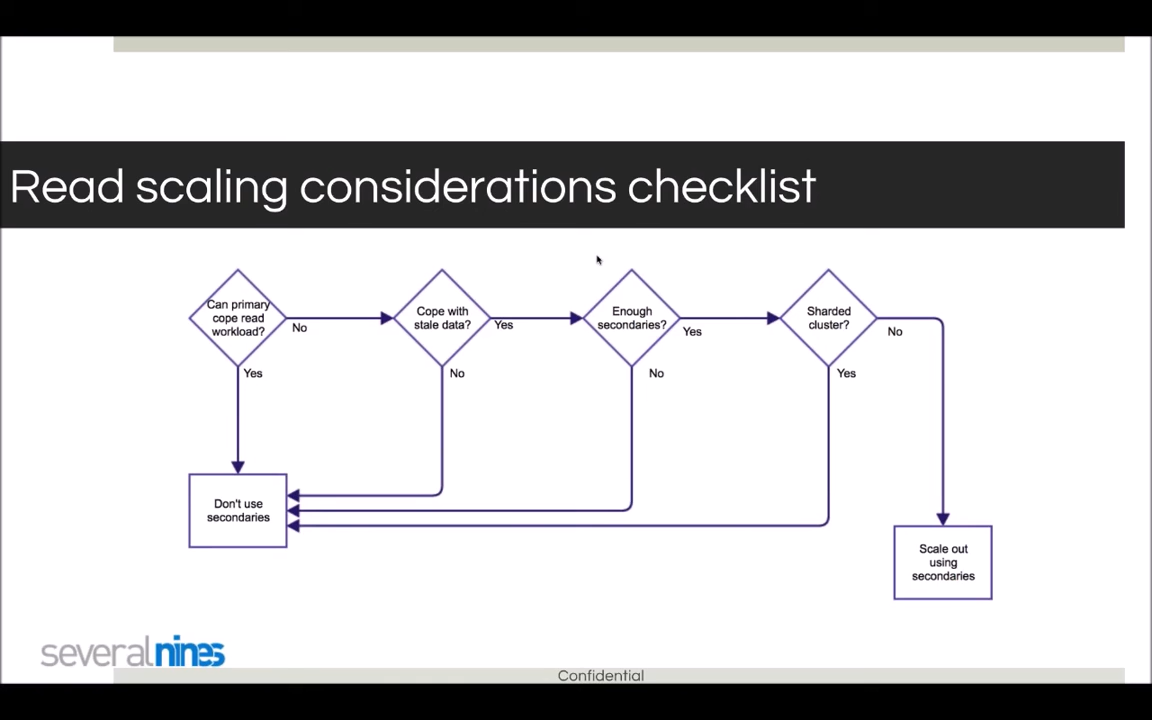 Read scaling considerations checklist
Can primary
cope read
workload?
No
Yes
Cope with
stale data?
Yes
No
Enough
secondaries?
Yes
No
Sharded
cluster?
No
Yes
Don't use
secondaries
Scale out
using
secondaries
severalnines
Confidential